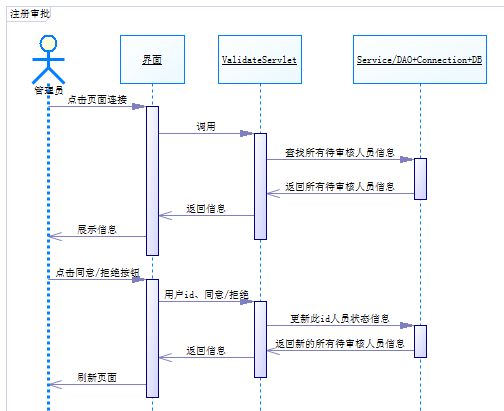 注册审批
界面
ValidateServlet
Service/DAO+Connection+DB
管理员
点击页面连接
调用
查找所有待审核人员信息
返回所有待审核人员信息
返回信息
展示信息
点击同意/拒绝按钮
用户id、同意/拒绝
更新此id人员状态信息
返回新的所有待审核人员信息
返回信息
刷新页面